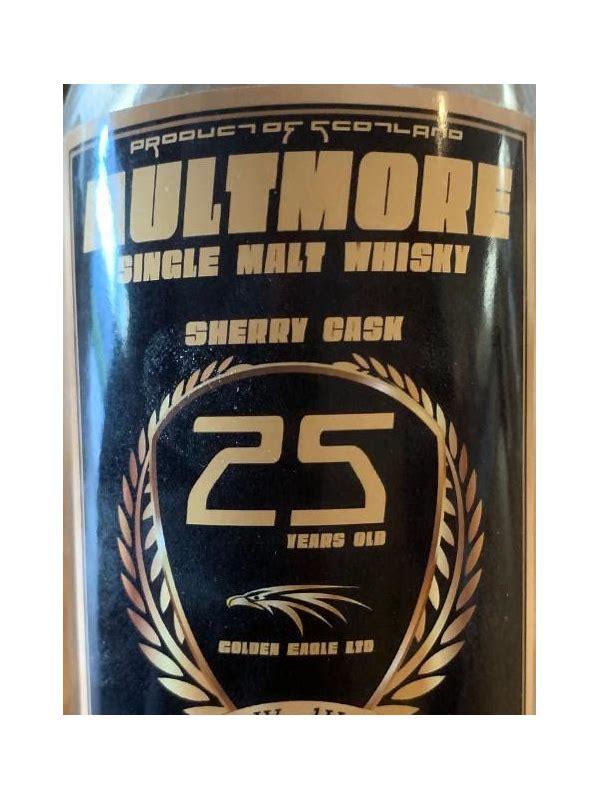 PRODUCT OF SCOTLAND
AULTMORE
SINGLE MALT WHISKY
SHERRY CASK
25
YEARS OLD
GOLDEN EAGLE LTD